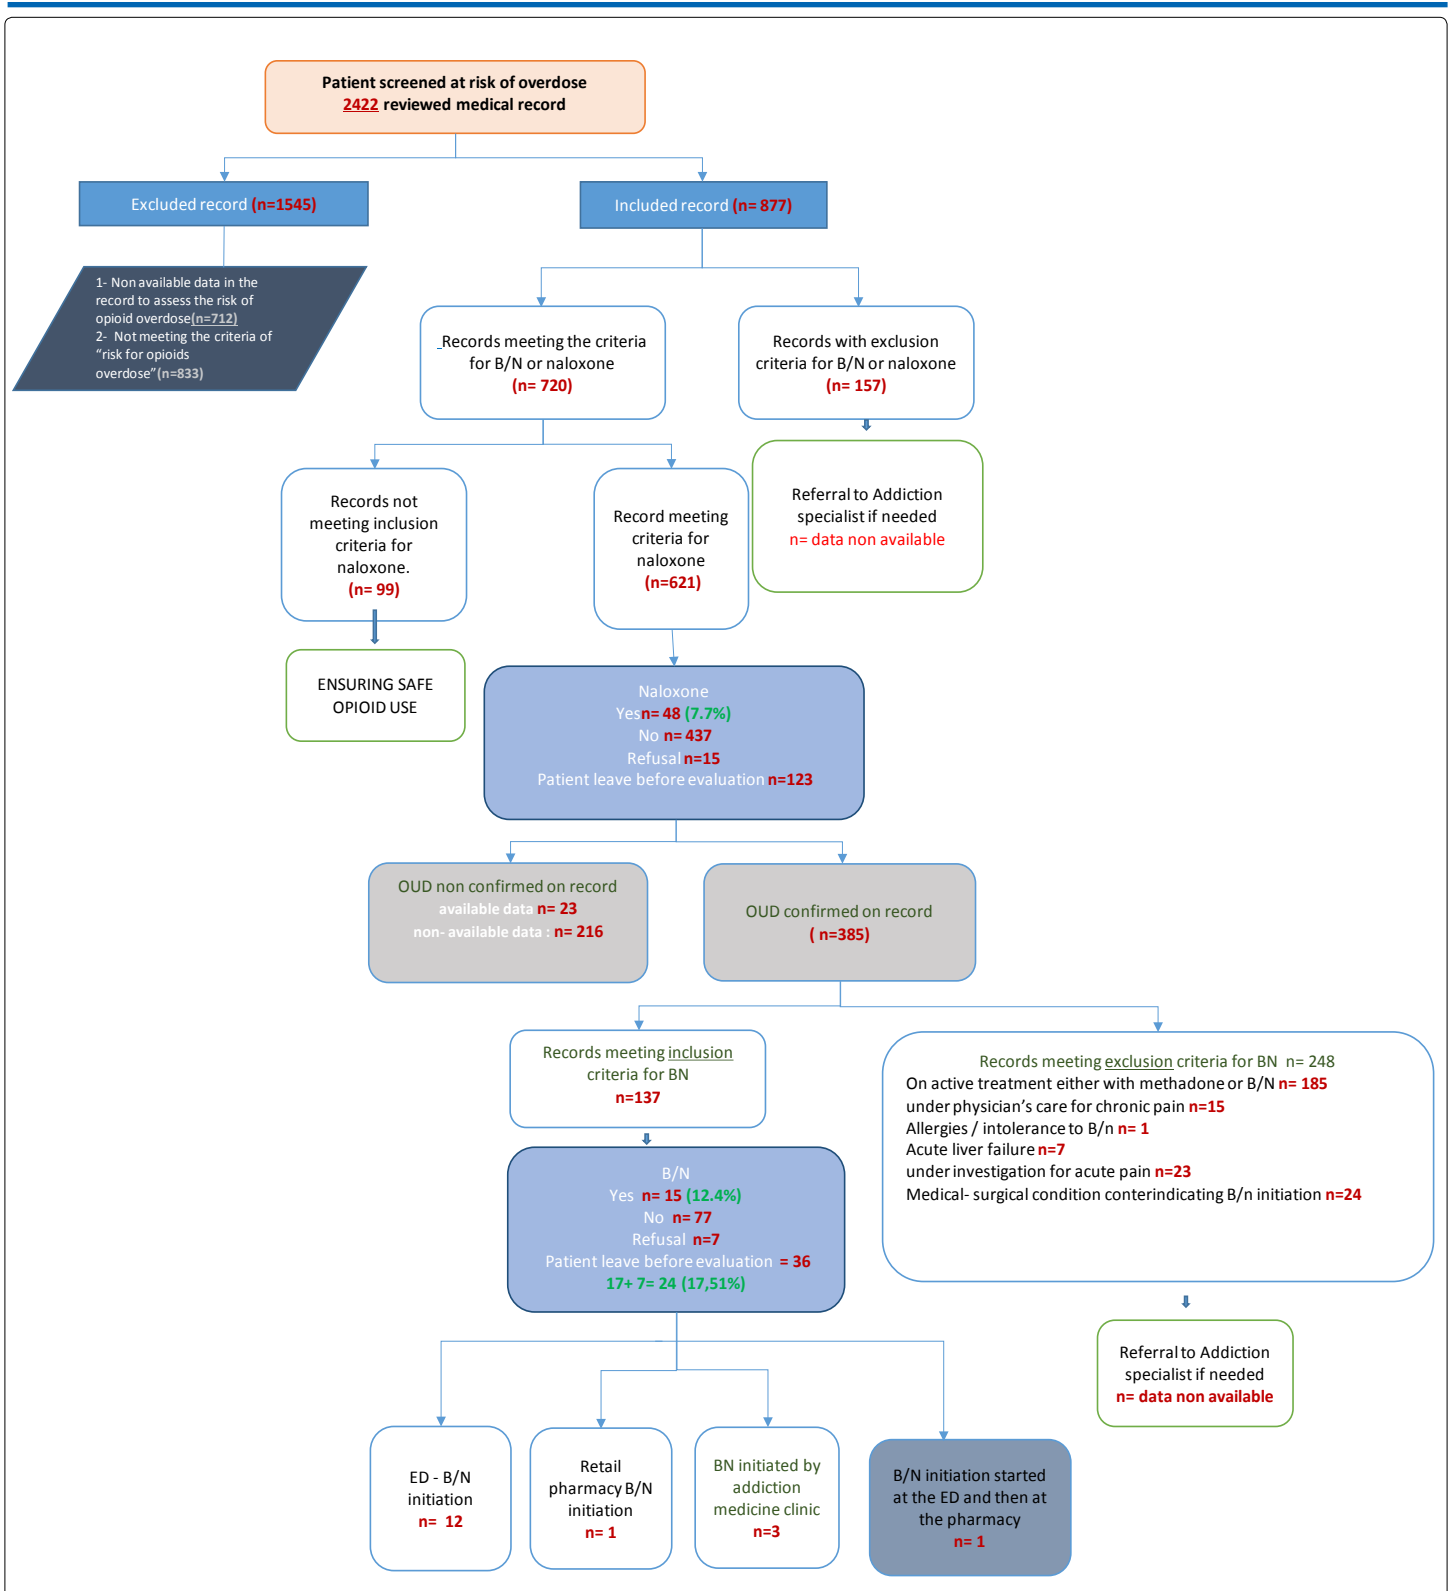 Patient screened at risk of overdose
2422 reviewed medical record
Excluded record (n=1545)
Included record (n= 877)
1- Non available data in the
record to assess the risk of
opioid overdose(n=712)
2- Not meeting the criteria of
“risk for opioids
overdose”(n=833)
Records meeting the criteria
for B/N or naloxone
(n= 720)
Records with exclusion
criteria for B/N or naloxone
(n= 157)
Records not
meeting inclusion
criteria for
naloxone.
(n= 99)
Record meeting
criteria for
naloxone
(n=621)
Referral to Addiction
specialist if needed
n= data non available
ENSURING SAFE
OPIOID USE
Naloxone
Yes n= 48 (7.7%)
No n= 437
Refusal n=15
Patient leave before evaluation n=123
OUD non confirmed on record
available data n= 23
non- available data : n= 216
OUD confirmed on record
( n=385)
Records meeting inclusion
criteria for BN
n=137
Records meeting exclusion criteria for BN n= 248
On active treatment either with methadone or B/N n= 185
under physician’s care for chronic pain n=15
Allergies / intolerance to B/n n= 1
Acute liver failure n=7
under investigation for acute pain n=23
Medical- surgical condition conterindicating B/n initiation n=24
B/N
Yes n= 15 (12.4%)
No n= 77
Refusal n=7
Patient leave before evaluation = 36
17+ 7= 24 (17,51%)
Referral to Addiction
specialist if needed
n= data non available
ED - B/N
initiation
n= 12
Retail
pharmacy B/N
initiation
n= 1
BN initiated by
addiction
medicine clinic
n=3
B/N initiation started
at the ED and then at
the pharmacy
n= 1